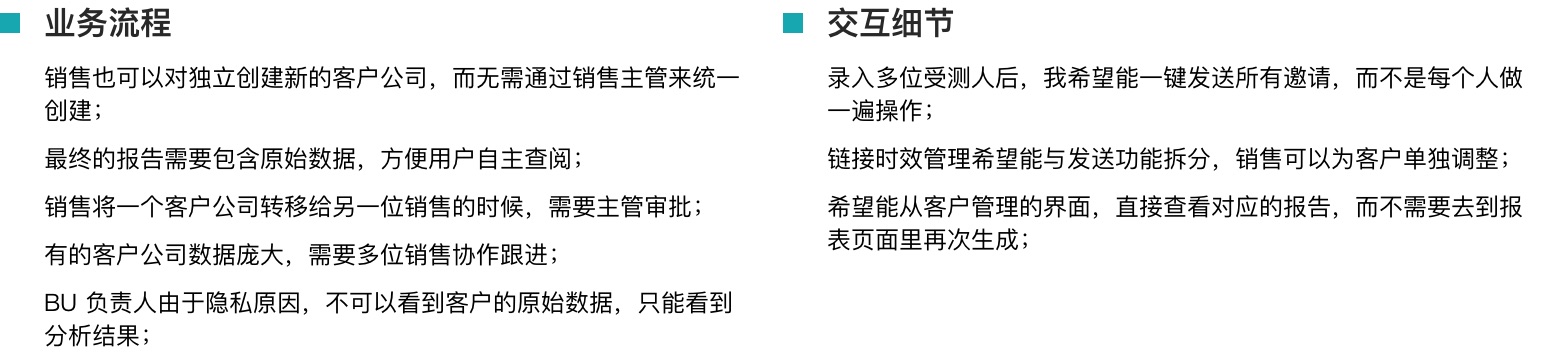 业务流程
销售也可以对独立创建新的客户公司，而无需通过销售主管来统一
创建；
最终的报告需要包含原始数据，方便用户自主查阅；
销售将一个客户公司转移给另一位销售的时候，需要主管审批；
有的客户公司数据庞大，需要多位销售协作跟进；
BU 负责人由于隐私原因，不可以看到客户的原始数据，只能看到
分析结果；
交互细节
录入多位受测人后，我希望能一键发送所有邀请，而不是每个人做
一遍操作；
链接时效管理希望能与发送功能拆分，销售可以为客户单独调整；
希望能从客户管理的界面，直接查看对应的报告，而不需要去到报
表页面里再次生成；